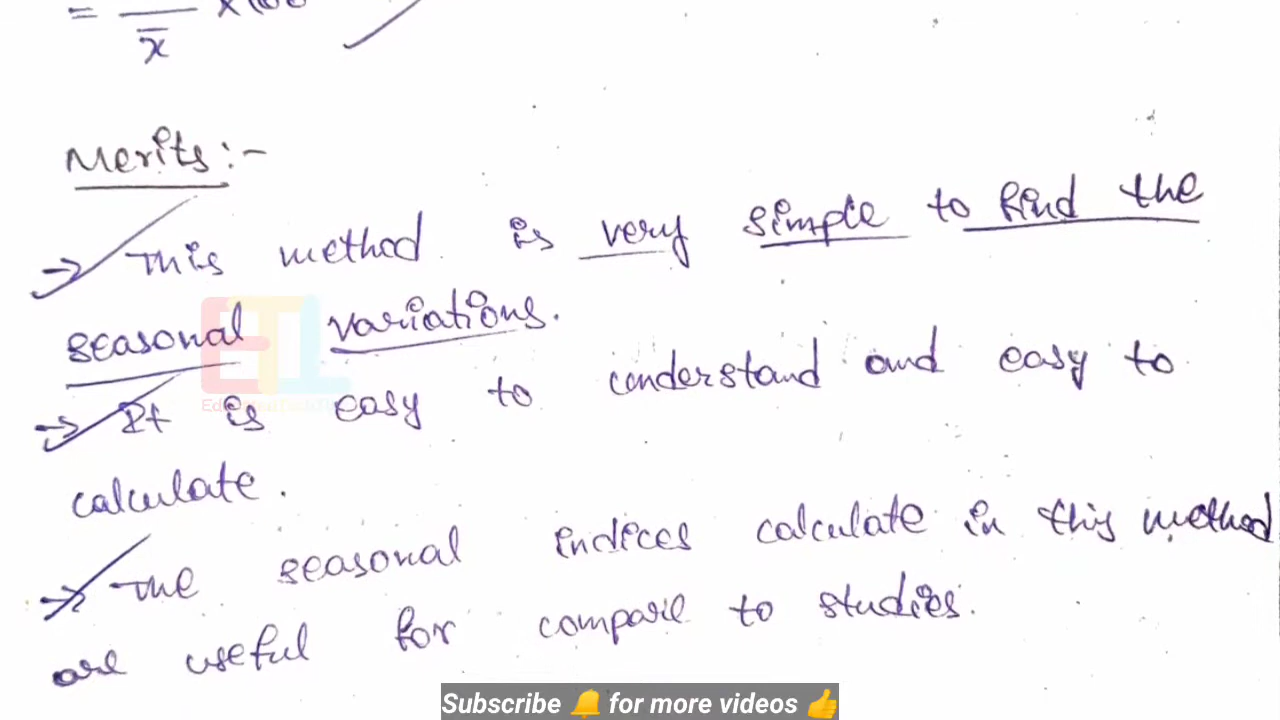 = x̄ ×100
Merits:-
→ This method is very simple to find the
seasonal variations.
→ It is easy to understand and easy to
calculate.
→ The seasonal indices calculate in this method
are useful for compare to studies.
Subscribe 🔔 for more videos 👍